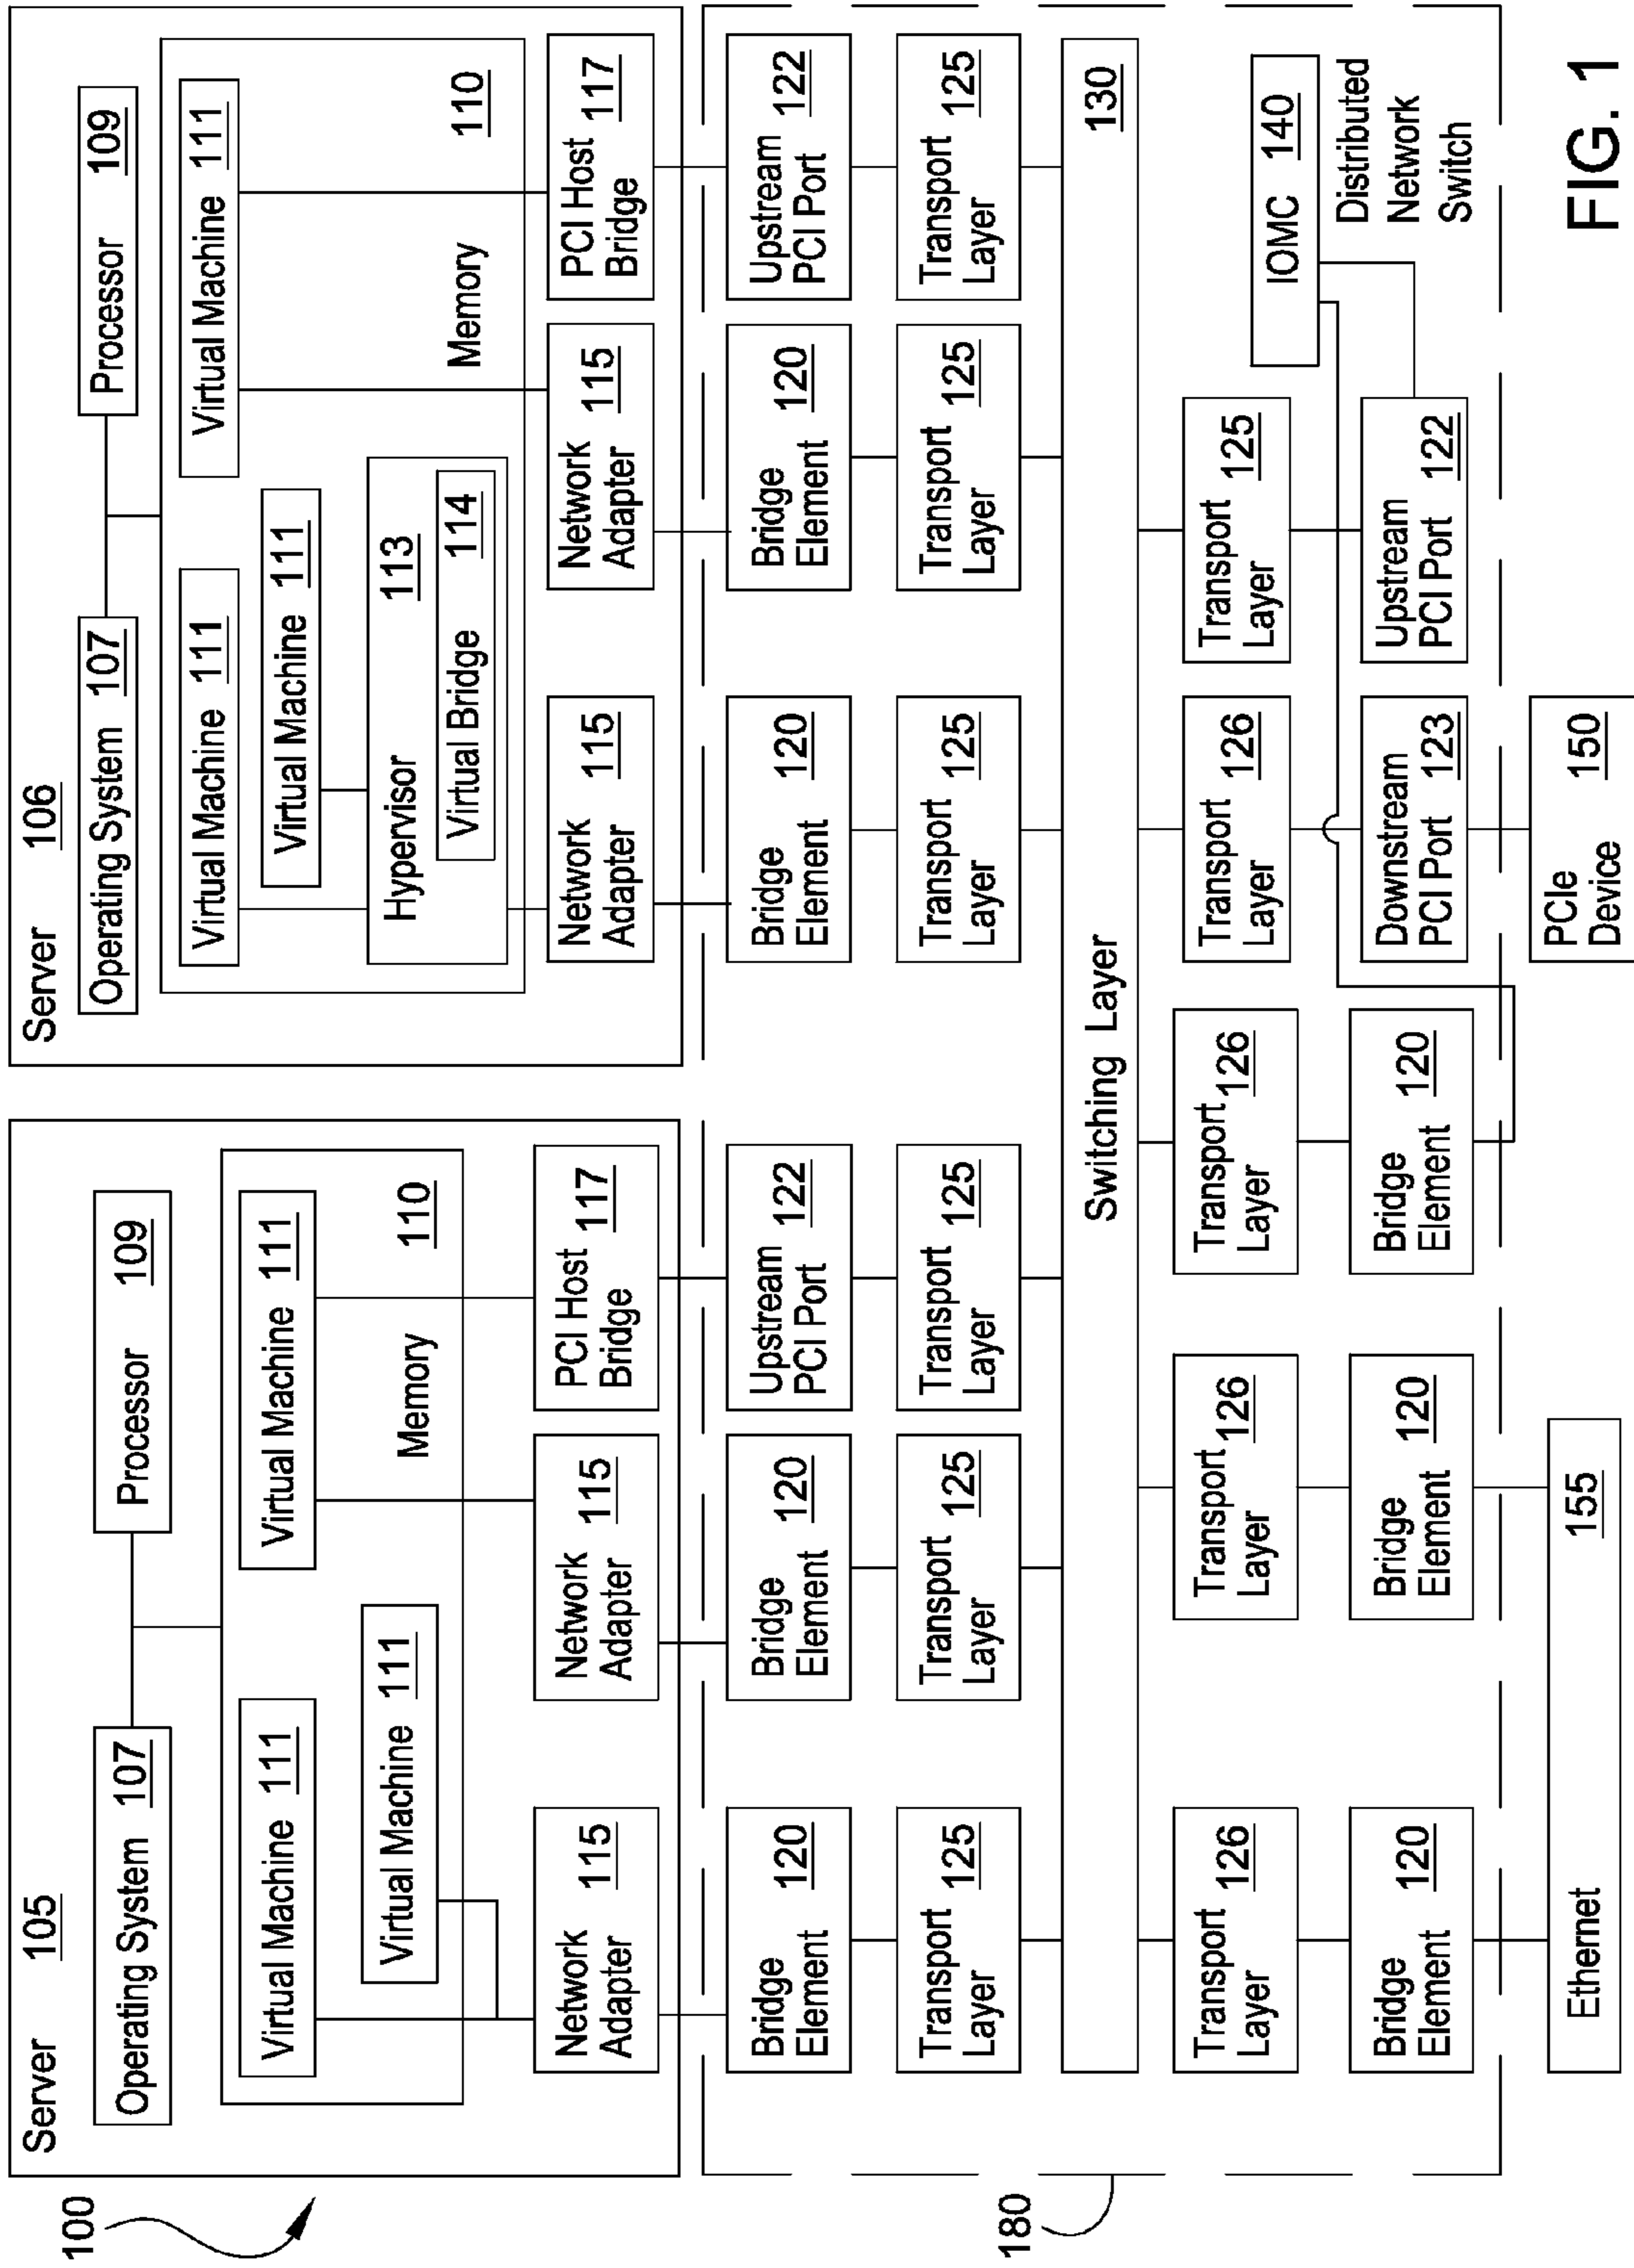 100
Server 105
Operating System 107
Processor 109
Virtual Machine 111
Virtual Machine 111
Virtual Machine 111
Memory 110
Network
Adapter 115
Network
Adapter 115
PCI Host
Bridge 117
Server 106
Operating System 107
Processor 109
Virtual Machine 111
Virtual Machine 111
Virtual Machine 111
Hypervisor 113
Virtual Bridge 114
Memory 110
Network
Adapter 115
Network
Adapter 115
PCI Host
Bridge 117
180
Bridge
Element 120
Bridge
Element 120
Upstream
PCI Port 122
Bridge
Element 120
Bridge
Element 120
Upstream
PCI Port 122
Transport
Layer 125
Transport
Layer 125
Transport
Layer 125
Transport
Layer 125
Transport
Layer 125
Transport
Layer 125
Switching Layer 130
Transport
Layer 126
Transport
Layer 126
Transport
Layer 126
Transport
Layer 126
Transport
Layer 125
IOMC 140
Bridge
Element 120
Bridge
Element 120
Bridge
Element 120
Downstream
PCI Port 123
Upstream
PCI Port 122
Distributed
Network
Switch
Ethernet 155
PCIe
Device 150
FIG. 1